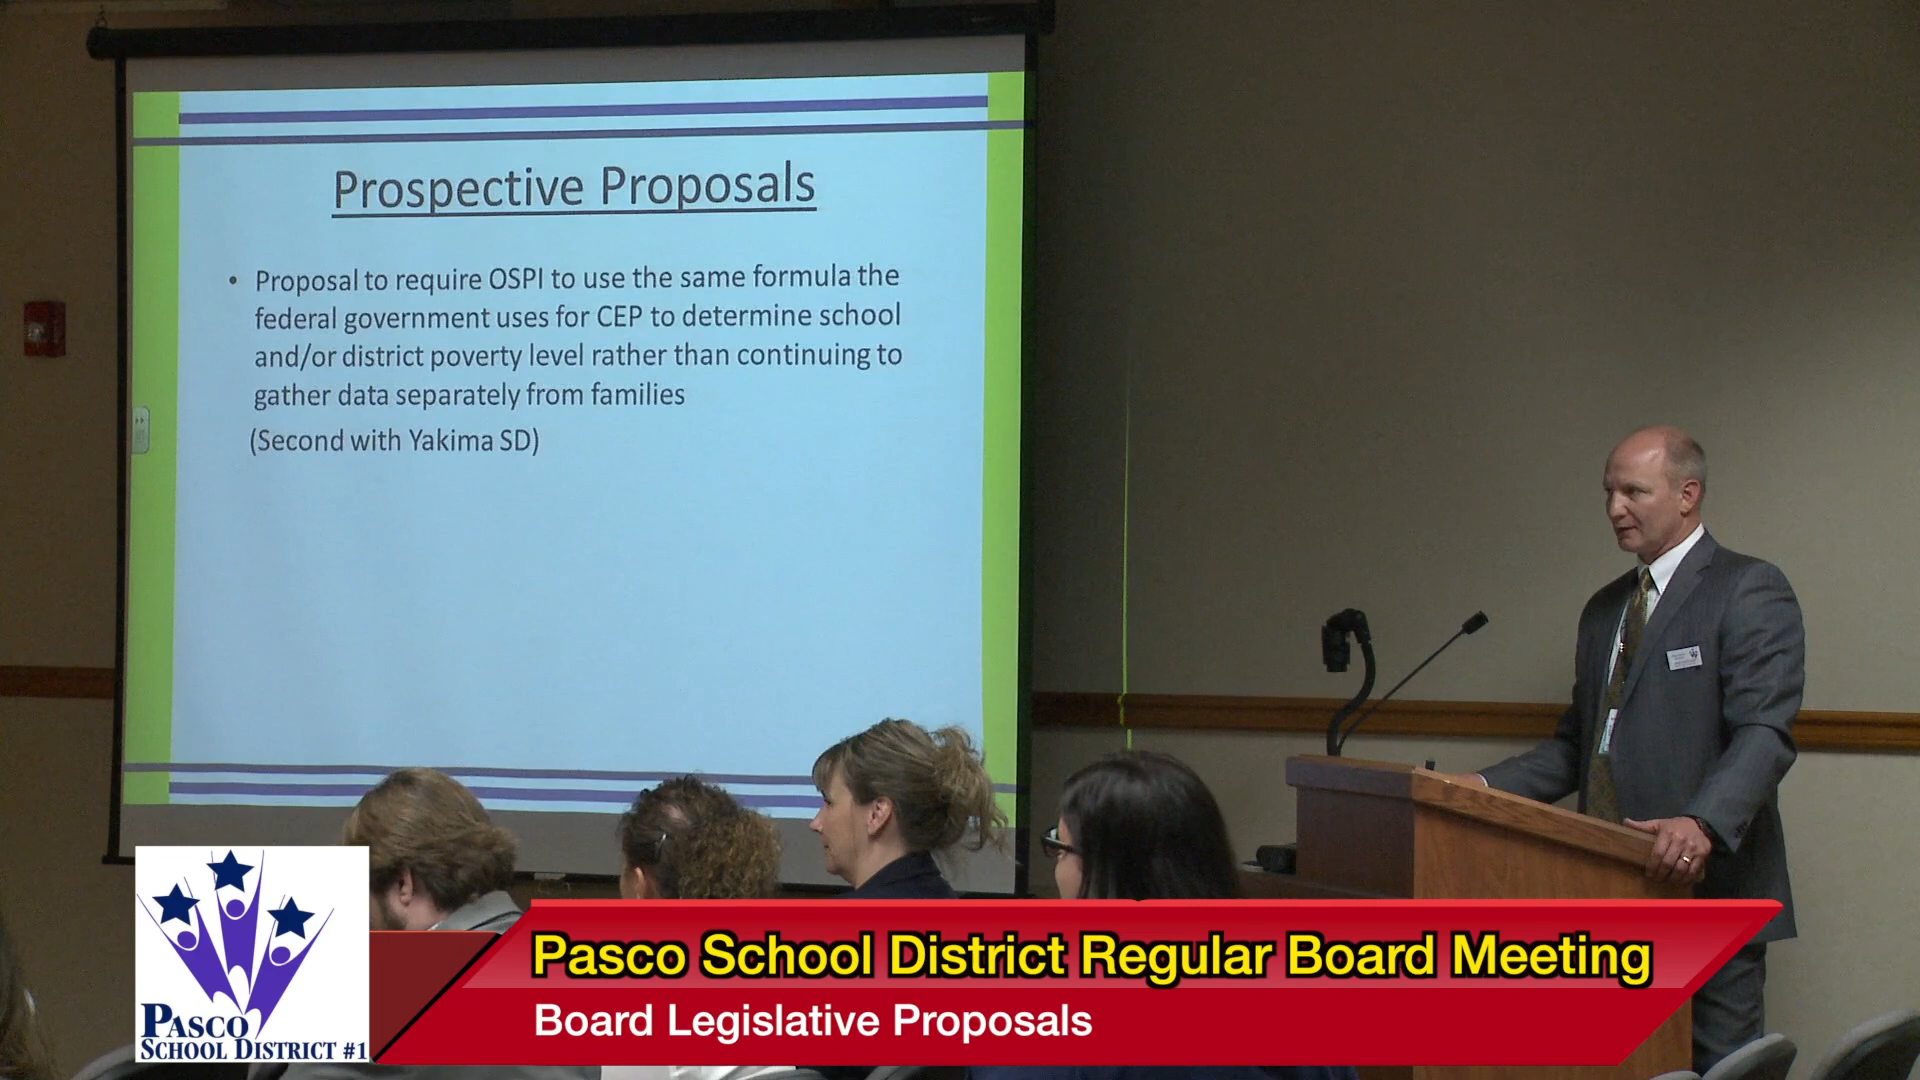 Prospective Proposals
• Proposal to require OSPI to use the same formula the
federal government uses for CEP to determine school
and/or district poverty level rather than continuing to
gather data separately from families
(Second with Yakima SD)
Pasco School District Regular Board Meeting
Board Legislative Proposals
PASCO
SCHOOL DISTRICT #1